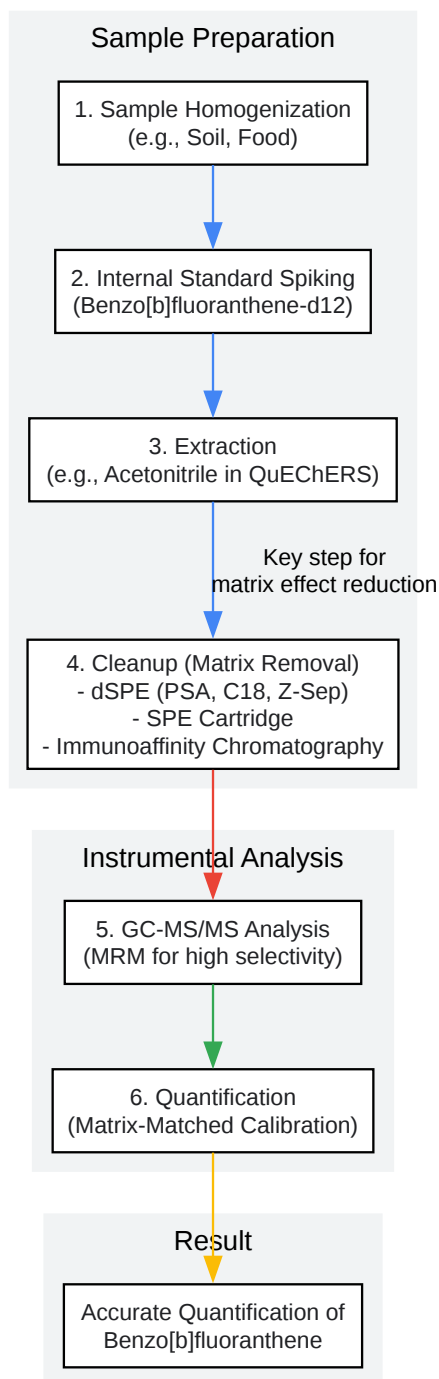 Sample Preparation
1. Sample Homogenization
(e.g., Soil, Food)
2. Internal Standard Spiking
(Benzo[b]fluoranthene-d12)
3. Extraction
(e.g., Acetonitrile in QuEChERS)
Key step for
matrix effect reduction
4. Cleanup (Matrix Removal)
- dSPE (PSA, C18, Z-Sep)
- SPE Cartridge
- Immunoaffinity Chromatography
Instrumental Analysis
5. GC-MS/MS Analysis
(MRM for high selectivity)
6. Quantification
(Matrix-Matched Calibration)
Result
Accurate Quantification of
Benzo[b]fluoranthene